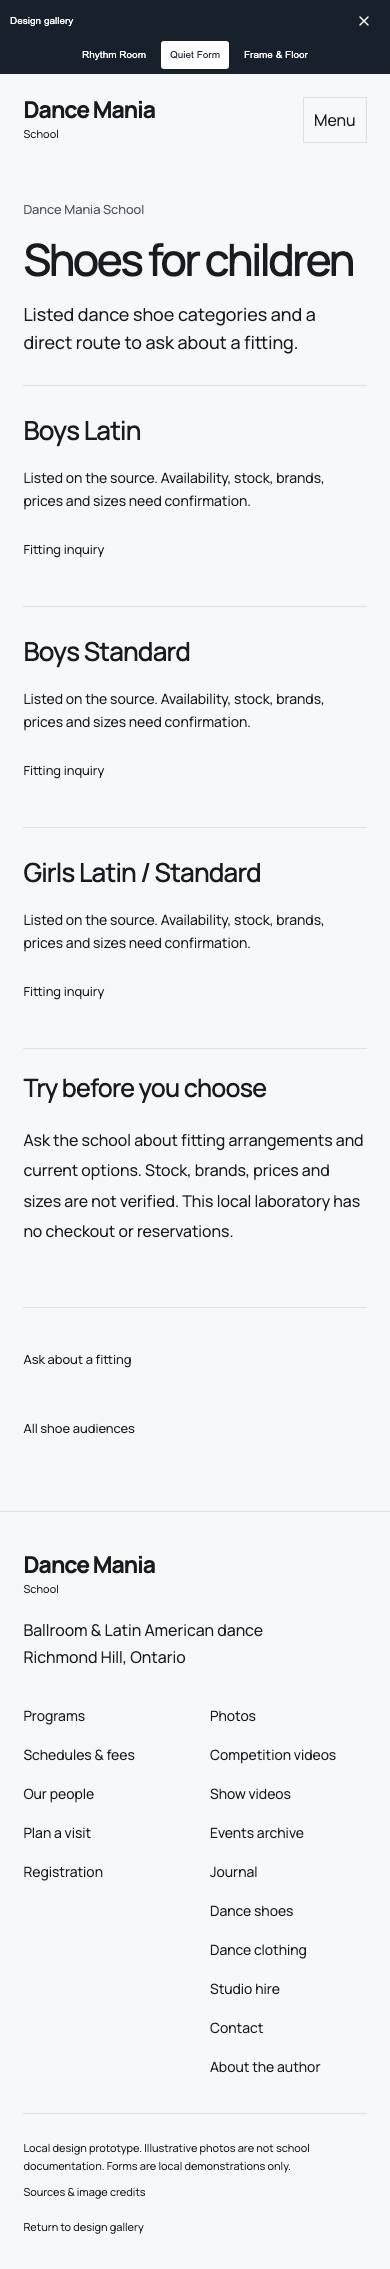 Design gallery
Rhythm Room
Quiet Form
Frame & Floor
Dance Mania
School
Menu
Dance Mania School
Shoes for children
Listed dance shoe categories and a
direct route to ask about a fitting.
Boys Latin
Listed on the source. Availability, stock, brands,
prices and sizes need confirmation.
Fitting inquiry
Boys Standard
Listed on the source. Availability, stock, brands,
prices and sizes need confirmation.
Fitting inquiry
Girls Latin / Standard
Listed on the source. Availability, stock, brands,
prices and sizes need confirmation.
Fitting inquiry
Try before you choose
Ask the school about fitting arrangements and
current options. Stock, brands, prices and
sizes are not verified. This local laboratory has
no checkout or reservations.
Ask about a fitting
All shoe audiences
Dance Mania
School
Ballroom & Latin American dance
Richmond Hill, Ontario
Programs
Schedules & fees
Our people
Plan a visit
Registration
Photos
Competition videos
Show videos
Events archive
Journal
Dance shoes
Dance clothing
Studio hire
Contact
About the author
Local design prototype. Illustrative photos are not school
documentation. Forms are local demonstrations only.
Sources & image credits
Return to design gallery